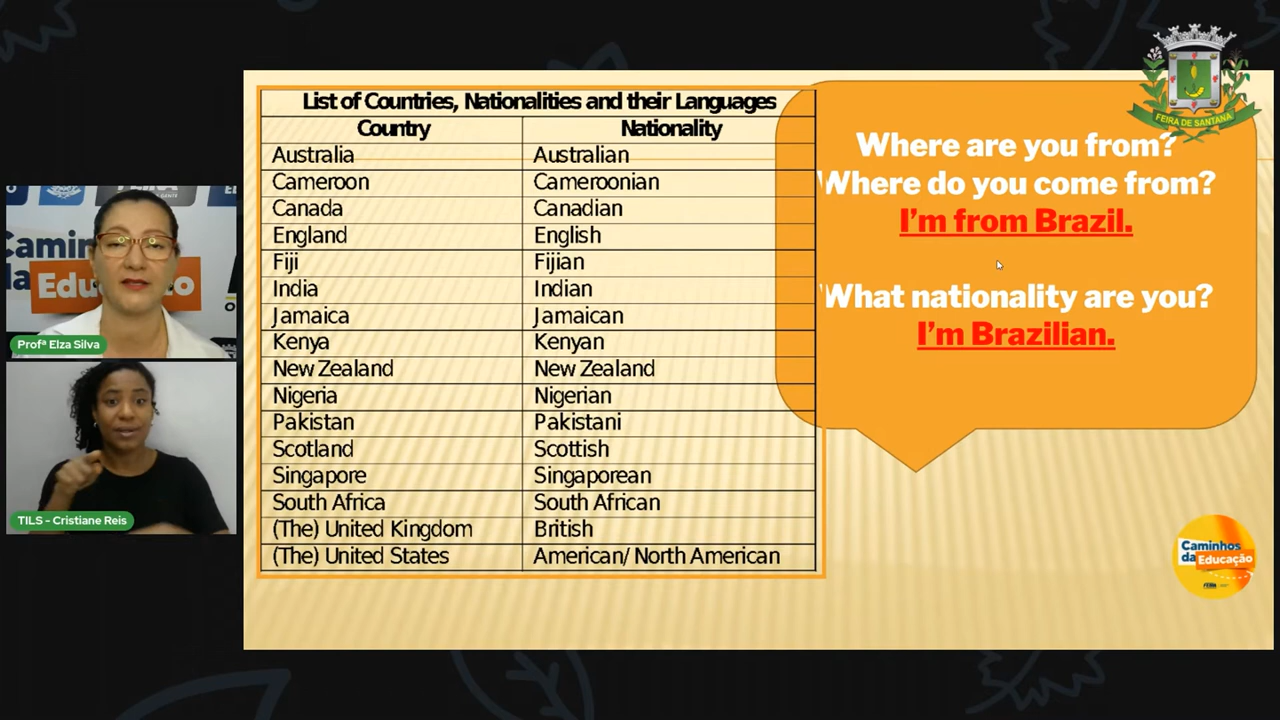 List of Countries, Nationalities and their Languages
Country Nationality
Australia Australian
Cameroon Cameroonian
Canada Canadian
England English
Fiji Fijian
India Indian
Jamaica Jamaican
Kenya Kenyan
New Zealand New Zealand
Nigeria Nigerian
Pakistan Pakistani
Scotland Scottish
Singapore Singaporean
South Africa South African
(The) United Kingdom British
(The) United States American/ North American
Where are you from?
Where do you come from?
I'm from Brazil.
What nationality are you?
I'm Brazilian.
FEIRA DE SANTANA
Profª Elza Silva
TILS - Cristiane Reis
Caminhos
da Educação